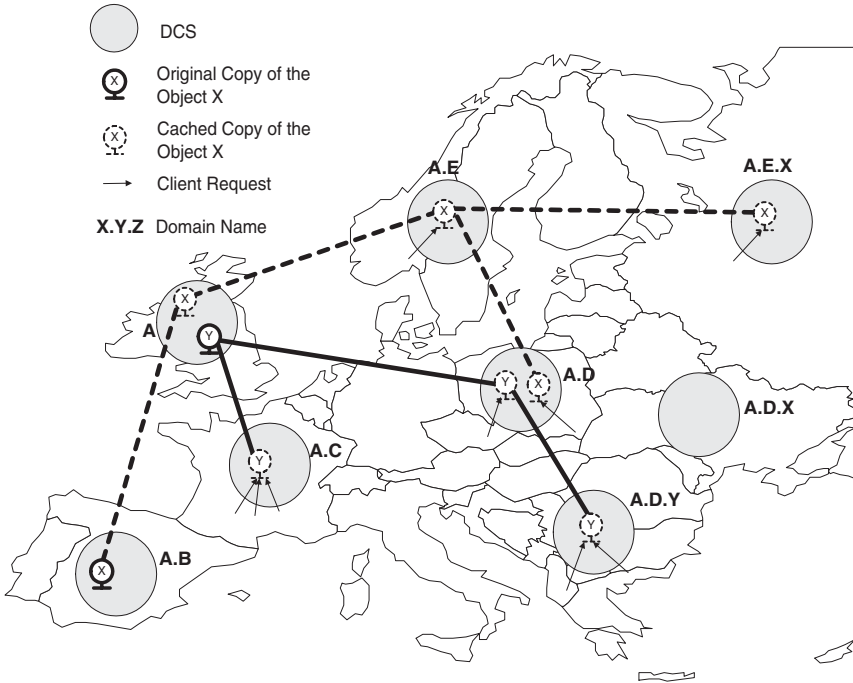 DCS
X
Original Copy of the
Object X
X
Cached Copy of the
Object X
Client Request
X.Y.Z Domain Name
A.E
A.E.X
X
X
X
A
Y
A.D
Y
X
A.D.X
A.C
Y
A.D.Y
Y
A.B
X